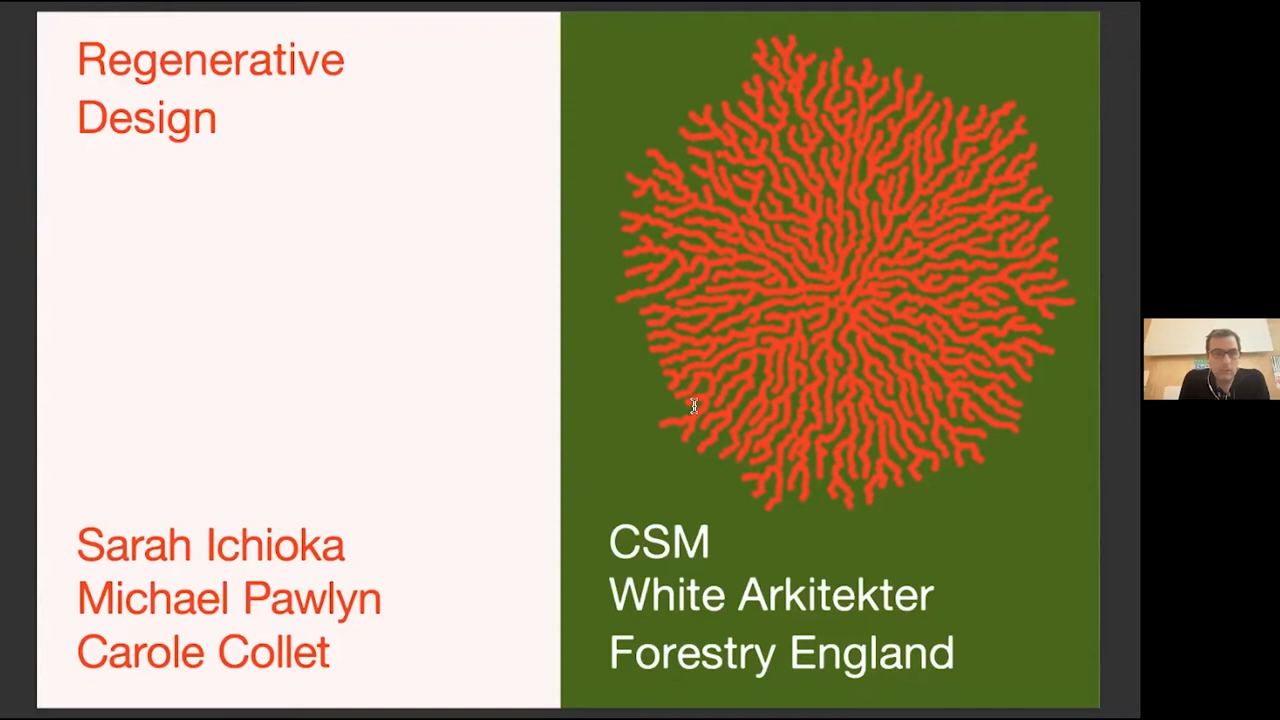 Regenerative
Design
Sarah Ichioka
Michael Pawlyn
Carole Collet
CSM
White Arkitekter
Forestry England